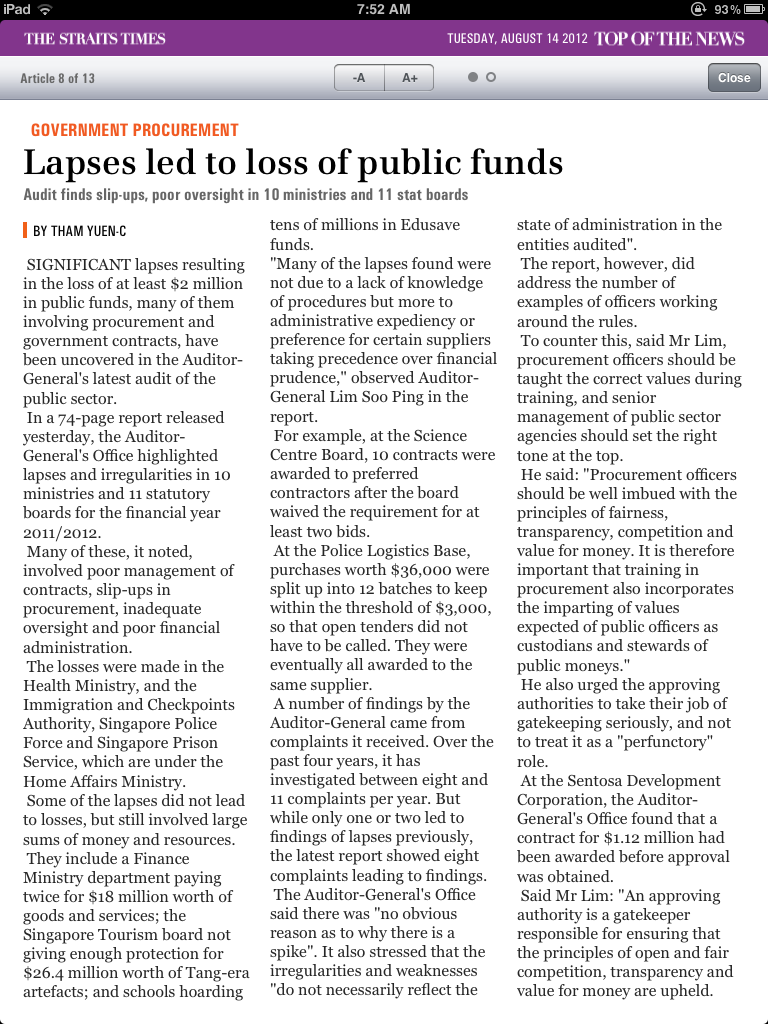 iPad
7:52 AM
93%
THE STRAITS TIMES
TUESDAY, AUGUST 14 2012 TOP OF THE NEWS
Article 8 of 13
-A
A+
Close
GOVERNMENT PROCUREMENT
Lapses led to loss of public funds
Audit finds slip-ups, poor oversight in 10 ministries and 11 stat boards
BY THAM YUEN-C
SIGNIFICANT lapses resulting
in the loss of at least $2 million
in public funds, many of them
involving procurement and
government contracts, have
been uncovered in the Auditor-
General's latest audit of the
public sector.
In a 74-page report released
yesterday, the Auditor-
General's Office highlighted
lapses and irregularities in 10
ministries and 11 statutory
boards for the financial year
2011/2012.
Many of these, it noted,
involved poor management of
contracts, slip-ups in
procurement, inadequate
oversight and poor financial
administration.
The losses were made in the
Health Ministry, and the
Immigration and Checkpoints
Authority, Singapore Police
Force and Singapore Prison
Service, which are under the
Home Affairs Ministry.
Some of the lapses did not lead
to losses, but still involved large
sums of money and resources.
They include a Finance
Ministry department paying
twice for $18 million worth of
goods and services; the
Singapore Tourism board not
giving enough protection for
$26.4 million worth of Tang-era
artefacts; and schools hoarding
tens of millions in Edusave
funds.
"Many of the lapses found were
not due to a lack of knowledge
of procedures but more to
administrative expediency or
preference for certain suppliers
taking precedence over financial
prudence," observed Auditor-
General Lim Soo Ping in the
report.
For example, at the Science
Centre Board, 10 contracts were
awarded to preferred
contractors after the board
waived the requirement for at
least two bids.
At the Police Logistics Base,
purchases worth $36,000 were
split up into 12 batches to keep
within the threshold of $3,000,
so that open tenders did not
have to be called. They were
eventually all awarded to the
same supplier.
A number of findings by the
Auditor-General came from
complaints it received. Over the
past four years, it has
investigated between eight and
11 complaints per year. But
while only one or two led to
findings of lapses previously,
the latest report showed eight
complaints leading to findings.
The Auditor-General's Office
said there was "no obvious
reason as to why there is a
spike". It also stressed that the
irregularities and weaknesses
"do not necessarily reflect the
state of administration in the
entities audited".
The report, however, did
address the number of
examples of officers working
around the rules.
To counter this, said Mr Lim,
procurement officers should be
taught the correct values during
training, and senior
management of public sector
agencies should set the right
tone at the top.
He said: "Procurement officers
should be well imbued with the
principles of fairness,
transparency, competition and
value for money. It is therefore
important that training in
procurement also incorporates
the imparting of values
expected of public officers as
custodians and stewards of
public moneys."
He also urged the approving
authorities to take their job of
gatekeeping seriously, and not
to treat it as a "perfunctory"
role.
At the Sentosa Development
Corporation, the Auditor-
General's Office found that a
contract for $1.12 million had
been awarded before approval
was obtained.
Said Mr Lim: "An approving
authority is a gatekeeper
responsible for ensuring that
the principles of open and fair
competition, transparency and
value for money are upheld.